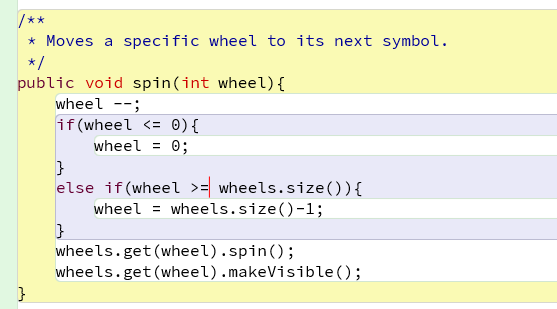 /**
 * Moves a specific wheel to its next symbol.
 */
public void spin(int wheel){
    wheel --;
    if(wheel <= 0){
        wheel = 0;
    }
    else if(wheel >= wheels.size()){
        wheel = wheels.size()-1;
    }
    wheels.get(wheel).spin();
    wheels.get(wheel).makeVisible();
}